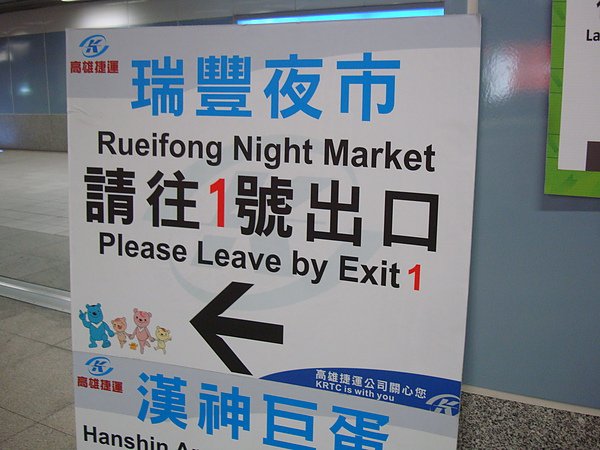 高雄捷運
瑞豐夜市
Rueifong Night Market
請往1號出口
Please Leave by Exit 1
高雄捷運公司關心您
KRTC is with you
高雄捷運
漢神巨蛋
Hanshin
La